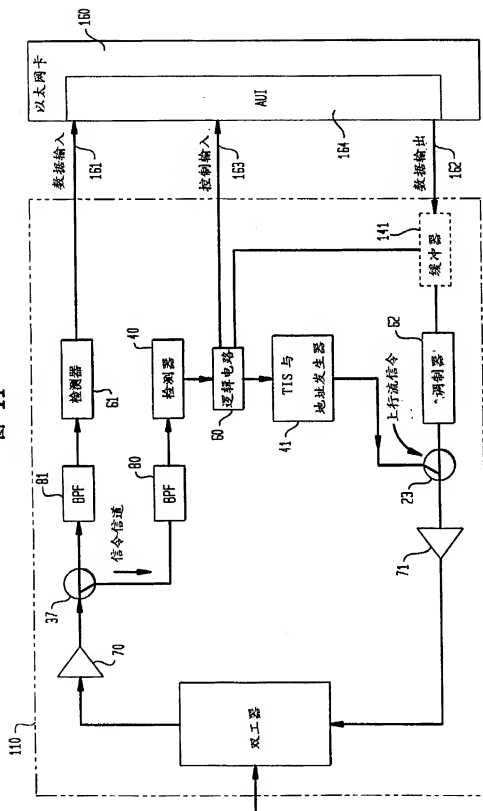 图 11
110
双工器
70
37
信令信道
81
BPF
80
BPF
检测器
61
40
检测器
60
逻辑电路
41
TIS 与
地址发生器
上行流信令
62
调制器
23
71
141
缓冲器
数据输入
161
控制输入
163
数据输出
162
以太网卡
160
AUI
164